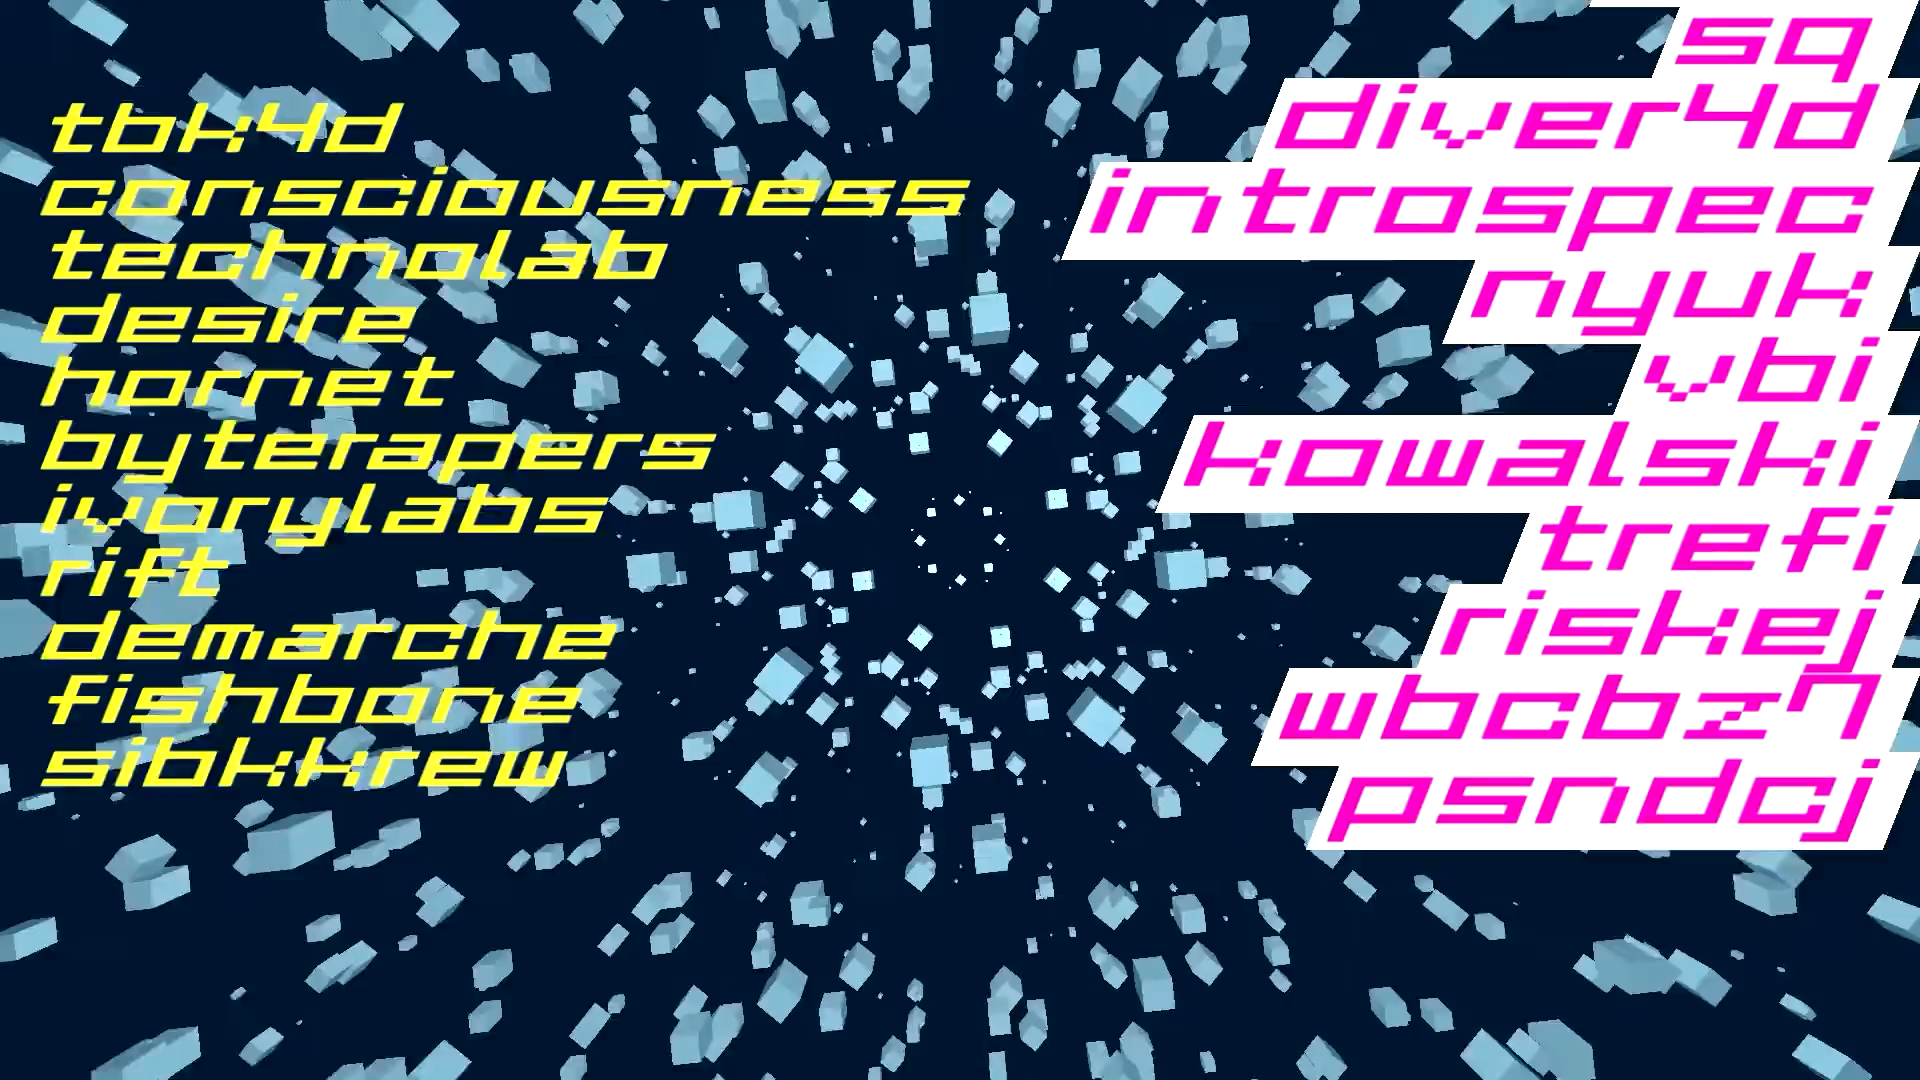 tbk4d
consciousness
technolab
desire
hornet
byterapers
ivorylabs
rift
demarche
fishbone
sibkkrew
sq
diver4d
introspec
nyuk
vbi
kowalski
trefi
riskej
wbcbz7
psndcj